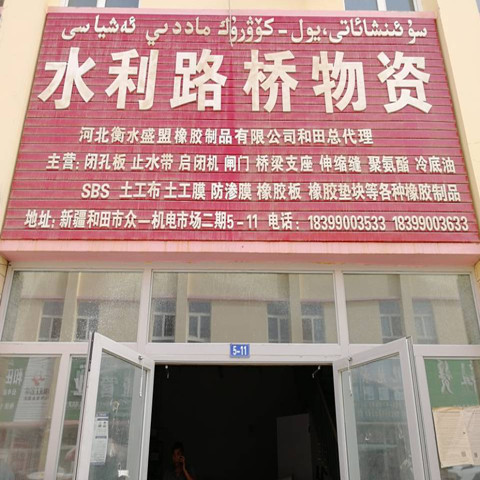 سۇ ئىنشائاتى، يول - كۆۋرۈك ماددىي ئەشياسى
水利路桥物资
河北衡水盛盟橡胶制品有限公司和田总代理
主营: 闭孔板 止水带 启闭机 闸门 桥梁支座 伸缩缝 聚氨酯 冷底油
SBS 土工布 土工膜 防渗膜 橡胶板 橡胶垫块等各种橡胶制品
地址: 新疆和田市众一机电市场二期5-11 电话: 18399003533 18399003633
5-11